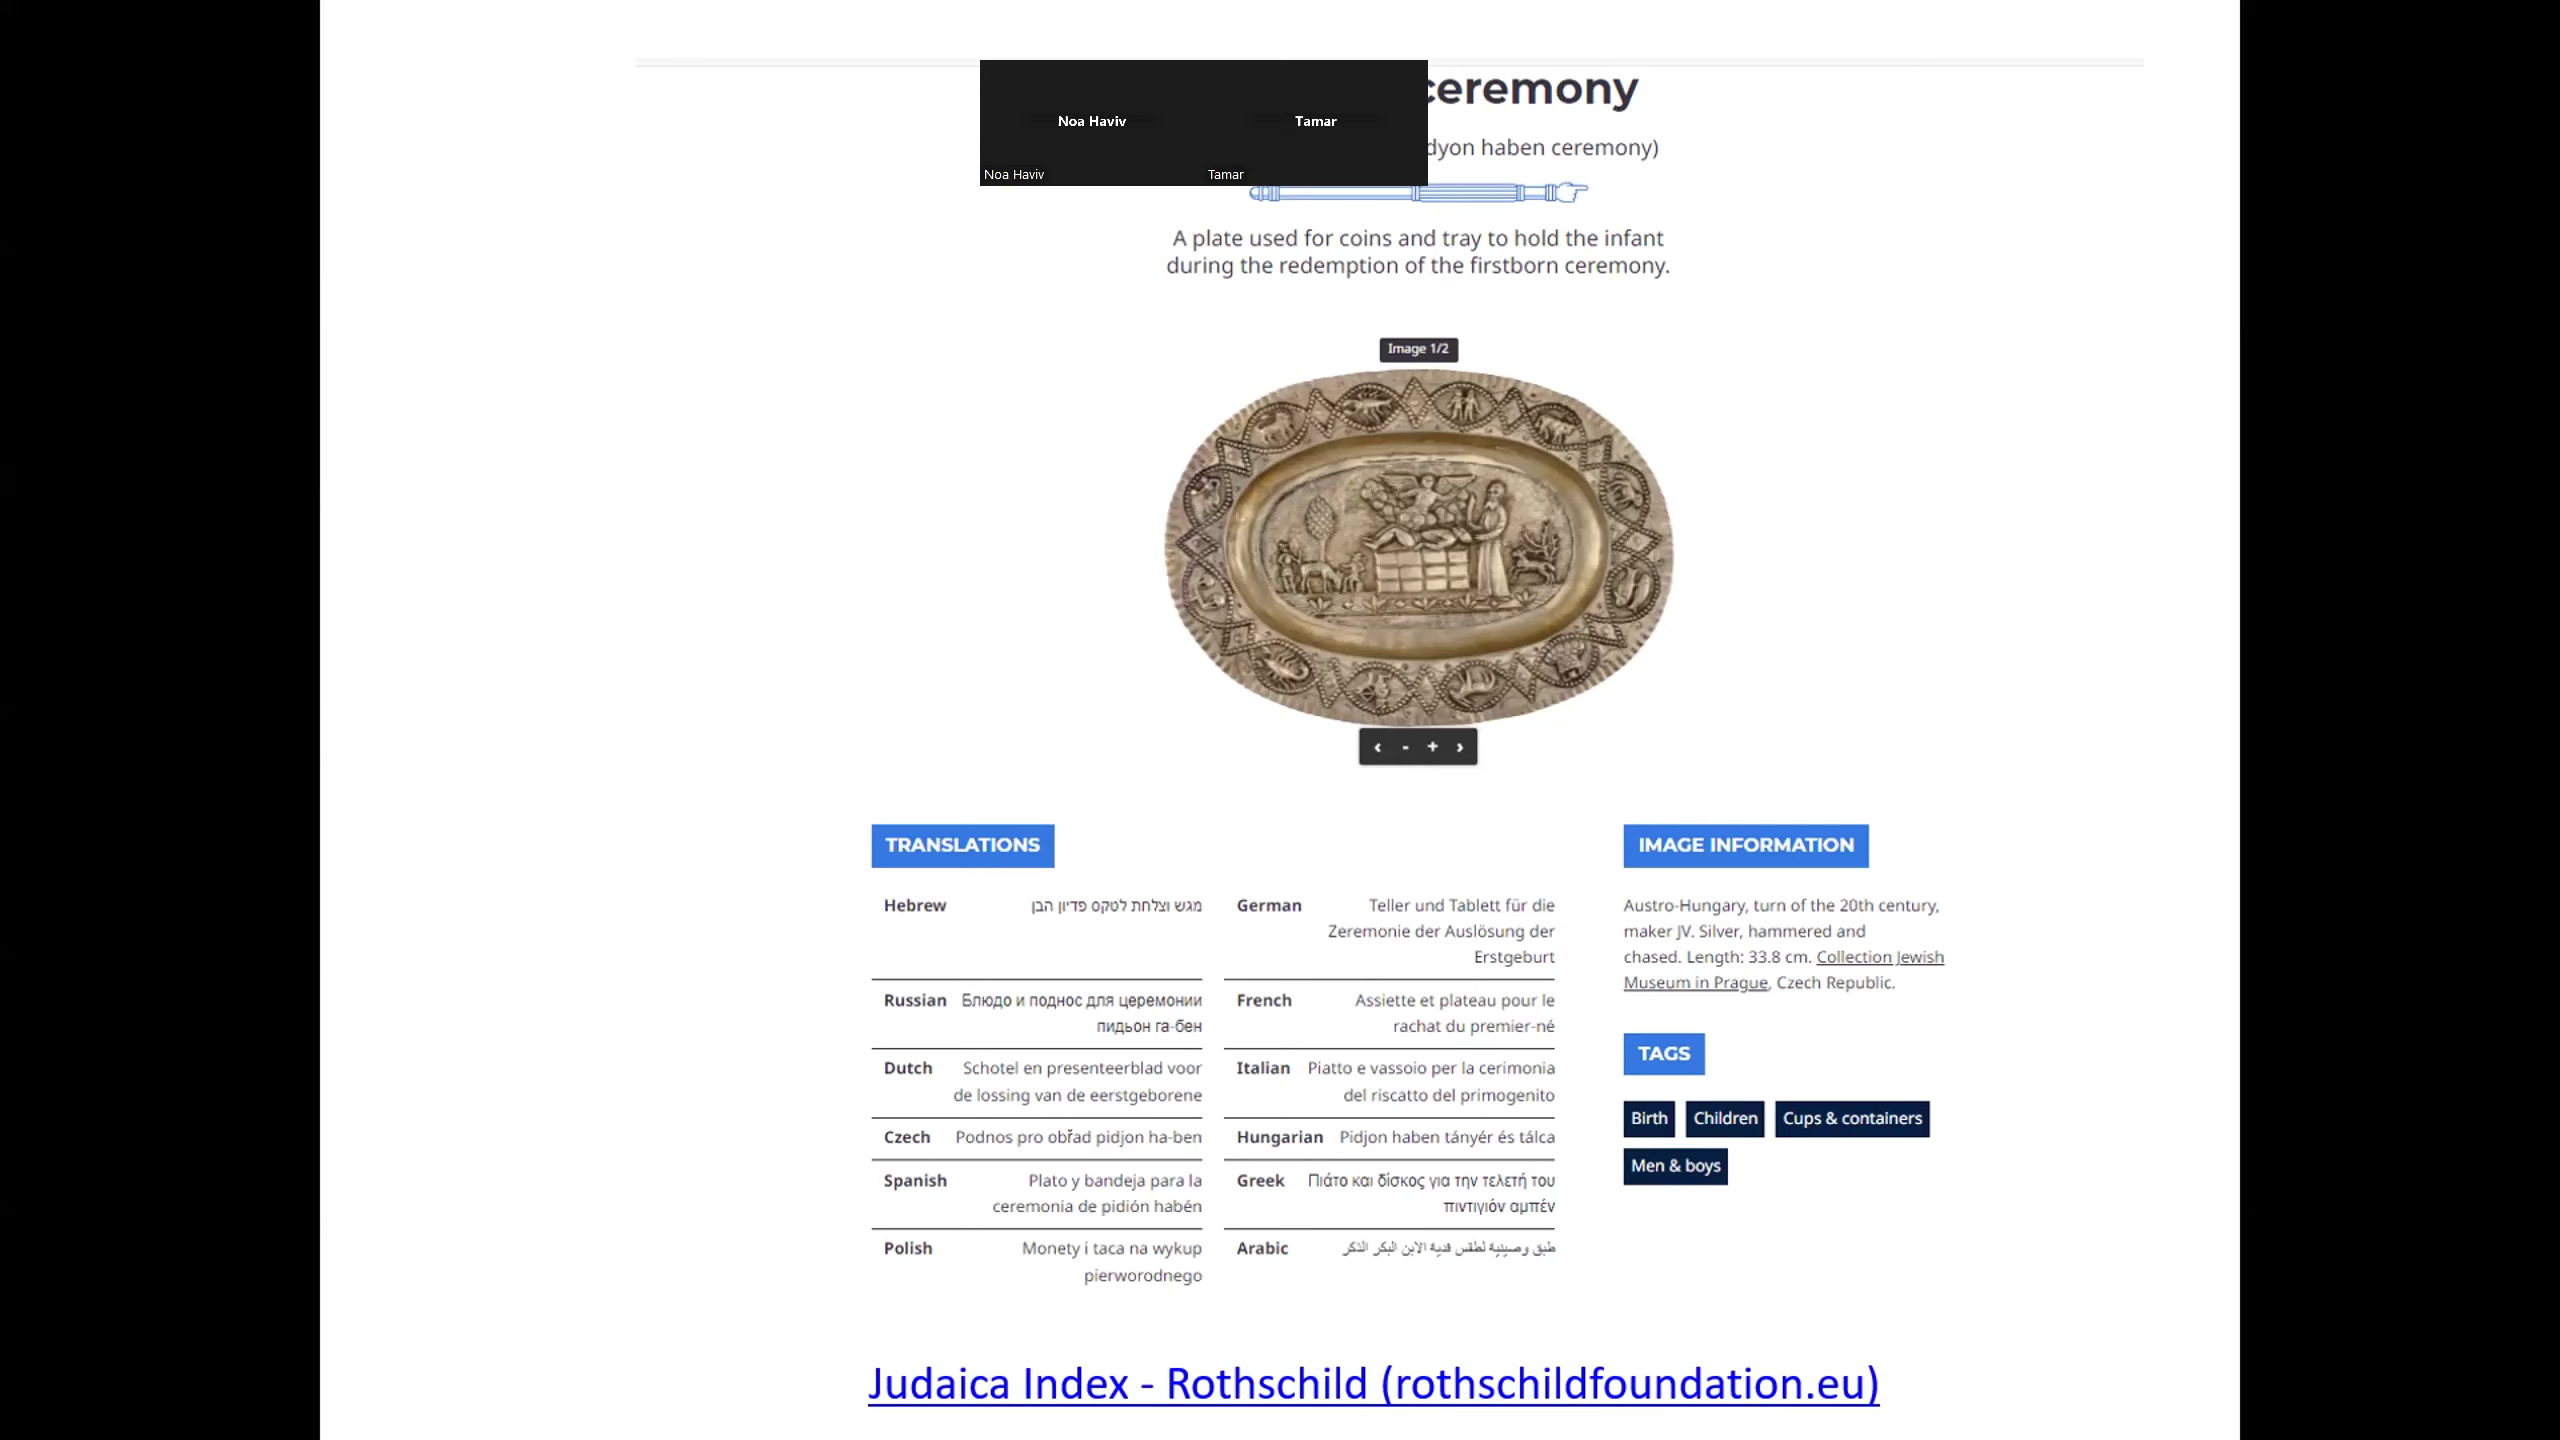 ceremony
Noa Haviv
Tamar
Noa Haviv
Tamar
dyon haben ceremony)
A plate used for coins and tray to hold the infant
during the redemption of the firstborn ceremony.
Image 1/2
‹ - + ›
TRANSLATIONS
Hebrew
מגש וצלחת לטקס פדיון הבן
German
Teller und Tablett für die
Zeremonie der Auslösung der
Erstgeburt
Russian
Блюдо и поднос для церемонии
пидьон га-бен
French
Assiette et plateau pour le
rachat du premier-né
Dutch
Schotel en presenteerblad voor
de lossing van de eerstgeborene
Italian
Piatto e vassoio per la cerimonia
del riscatto del primogenito
Czech
Podnos pro obřad pidjon ha-ben
Hungarian
Pidjon haben tányér és tálca
Spanish
Plato y bandeja para la
ceremonia de pidión habén
Greek
Πιάτο και δίσκος για την τελετή του
πιντιγιόν αμπέν
Polish
Monety i taca na wykup
pierworodnego
Arabic
طبق وصينية لطقس فدية الابن البكر الذكر
IMAGE INFORMATION
Austro-Hungary, turn of the 20th century,
maker JV. Silver, hammered and
chased. Length: 33.8 cm. Collection Jewish
Museum in Prague, Czech Republic.
TAGS
Birth
Children
Cups & containers
Men & boys
Judaica Index - Rothschild (rothschildfoundation.eu)